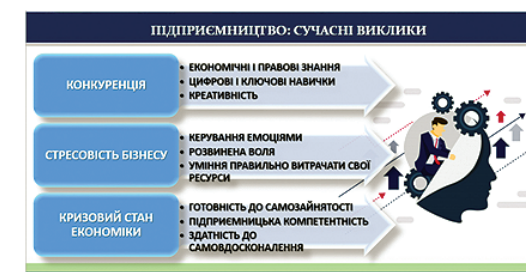 ПІДПРИЄМНИЦТВО: СУЧАСНІ ВИКЛИКИ
КОНКУРЕНЦІЯ
• ЕКОНОМІЧНІ І ПРАВОВІ ЗНАННЯ
• ЦИФРОВІ І КЛЮЧОВІ НАВИЧКИ
• КРЕАТИВНІСТЬ
СТРЕСОВІСТЬ БІЗНЕСУ
• КЕРУВАННЯ ЕМОЦІЯМИ
• РОЗВИНЕНА ВОЛЯ
• УМІННЯ ПРАВИЛЬНО ВИТРАЧАТИ СВОЇ
РЕСУРСИ
КРИЗОВИЙ СТАН
ЕКОНОМІКИ
• ГОТОВНІСТЬ ДО САМОЗАЙНЯТОСТІ
• ПІДПРИЄМНИЦЬКА КОМПЕТЕНТНІСТЬ
• ЗДАТНІСТЬ ДО
САМОВДОСКОНАЛЕННЯ